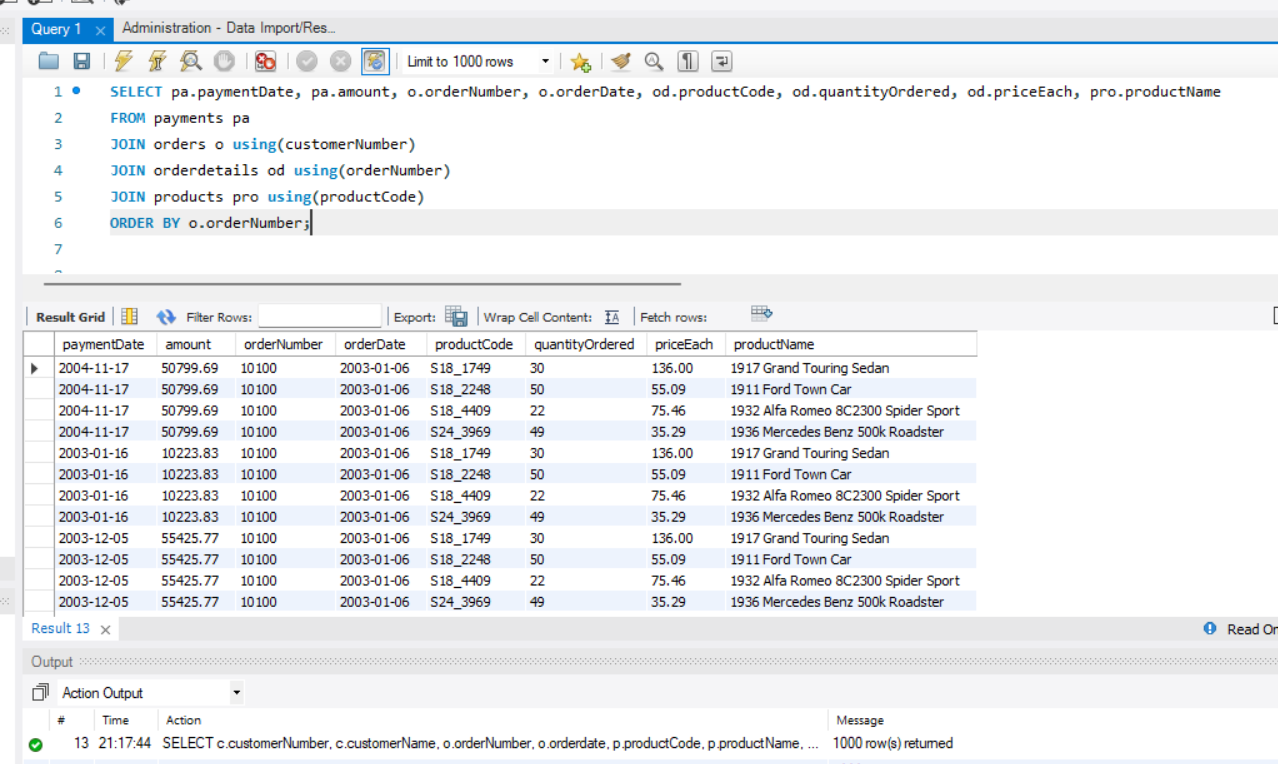 Query 1 × Administration - Data Import/Res...
Limit to 1000 rows
1 SELECT pa.paymentDate, pa.amount, o.orderNumber, o.orderDate, od.productCode, od.quantityOrdered, od.priceEach, pro.productName
2 FROM payments pa
3 JOIN orders o using(customerNumber)
4 JOIN orderdetails od using(orderNumber)
5 JOIN products pro using(productCode)
6 ORDER BY o.orderNumber;
7
Result Grid Filter Rows: Export: Wrap Cell Content: IA Fetch rows:
paymentDate amount orderNumber orderDate productCode quantityOrdered priceEach productName
2004-11-17 50799.69 10100 2003-01-06 S18_1749 30 136.00 1917 Grand Touring Sedan
2004-11-17 50799.69 10100 2003-01-06 S18_2248 50 55.09 1911 Ford Town Car
2004-11-17 50799.69 10100 2003-01-06 S18_4409 22 75.46 1932 Alfa Romeo 8C2300 Spider Sport
2004-11-17 50799.69 10100 2003-01-06 S24_3969 49 35.29 1936 Mercedes Benz 500k Roadster
2003-01-16 10223.83 10100 2003-01-06 S18_1749 30 136.00 1917 Grand Touring Sedan
2003-01-16 10223.83 10100 2003-01-06 S18_2248 50 55.09 1911 Ford Town Car
2003-01-16 10223.83 10100 2003-01-06 S18_4409 22 75.46 1932 Alfa Romeo 8C2300 Spider Sport
2003-01-16 10223.83 10100 2003-01-06 S24_3969 49 35.29 1936 Mercedes Benz 500k Roadster
2003-12-05 55425.77 10100 2003-01-06 S18_1749 30 136.00 1917 Grand Touring Sedan
2003-12-05 55425.77 10100 2003-01-06 S18_2248 50 55.09 1911 Ford Town Car
2003-12-05 55425.77 10100 2003-01-06 S18_4409 22 75.46 1932 Alfa Romeo 8C2300 Spider Sport
2003-12-05 55425.77 10100 2003-01-06 S24_3969 49 35.29 1936 Mercedes Benz 500k Roadster
Result 13 × Read On
Output
Action Output
# Time Action Message
13 21:17:44 SELECT c.customerNumber, c.customerName, o.orderNumber, o.orderdate, p.productCode, p.productName, ... 1000 row(s) returned